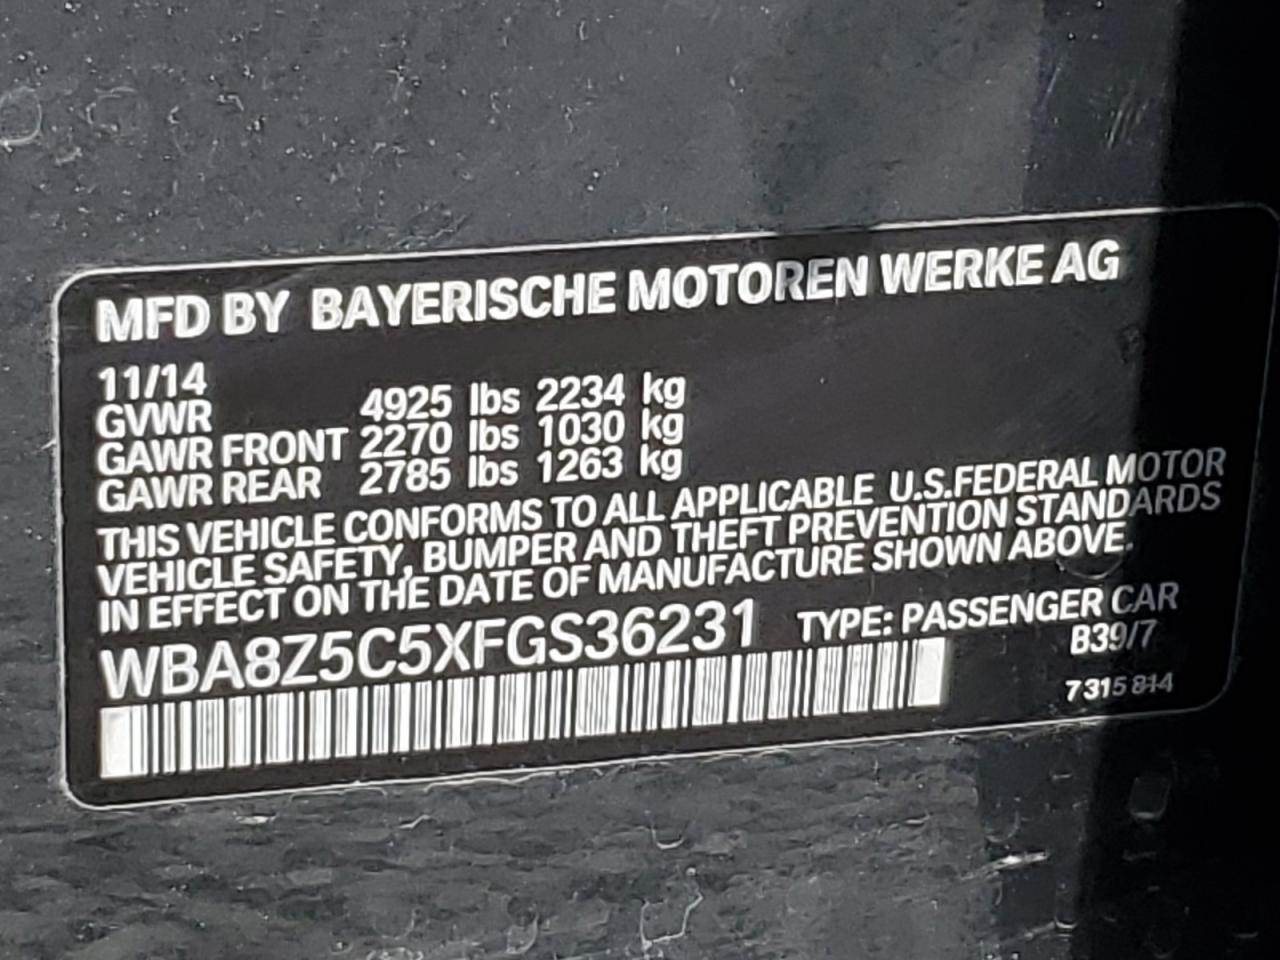 MFD BY BAYERISCHE MOTOREN WERKE AG
11/14
GVWR 4925 lbs 2234 kg
GAWR FRONT 2270 lbs 1030 kg
GAWR REAR 2785 lbs 1263 kg
THIS VEHICLE CONFORMS TO ALL APPLICABLE U.S.FEDERAL MOTOR
VEHICLE SAFETY, BUMPER AND THEFT PREVENTION STANDARDS
IN EFFECT ON THE DATE OF MANUFACTURE SHOWN ABOVE.
WBA8Z5C5XFGS36231 TYPE: PASSENGER CAR
B39/7
7 315 814